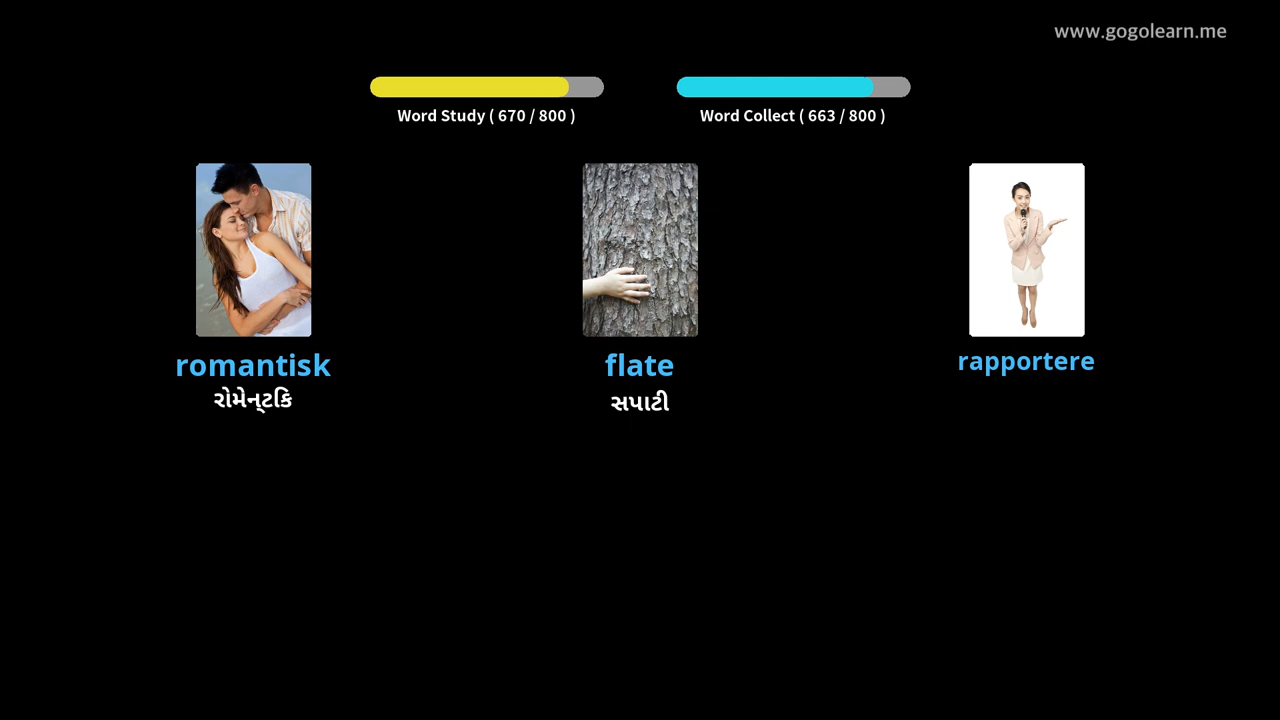 www.gogolearn.me
Word Study ( 670 / 800 )
Word Collect ( 663 / 800 )
romantisk
flate
rapportere
રોમેન્ટિક
સપાટી